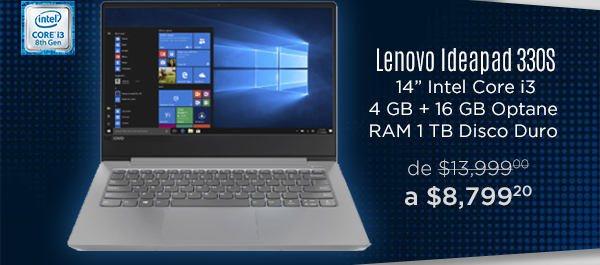 intel
CORE i3
8th Gen
Lenovo Ideapad 330S
14” Intel Core i3
4 GB + 16 GB Optane
RAM 1 TB Disco Duro
de $13,999⁰⁰
a $8,799²⁰
Lenovo